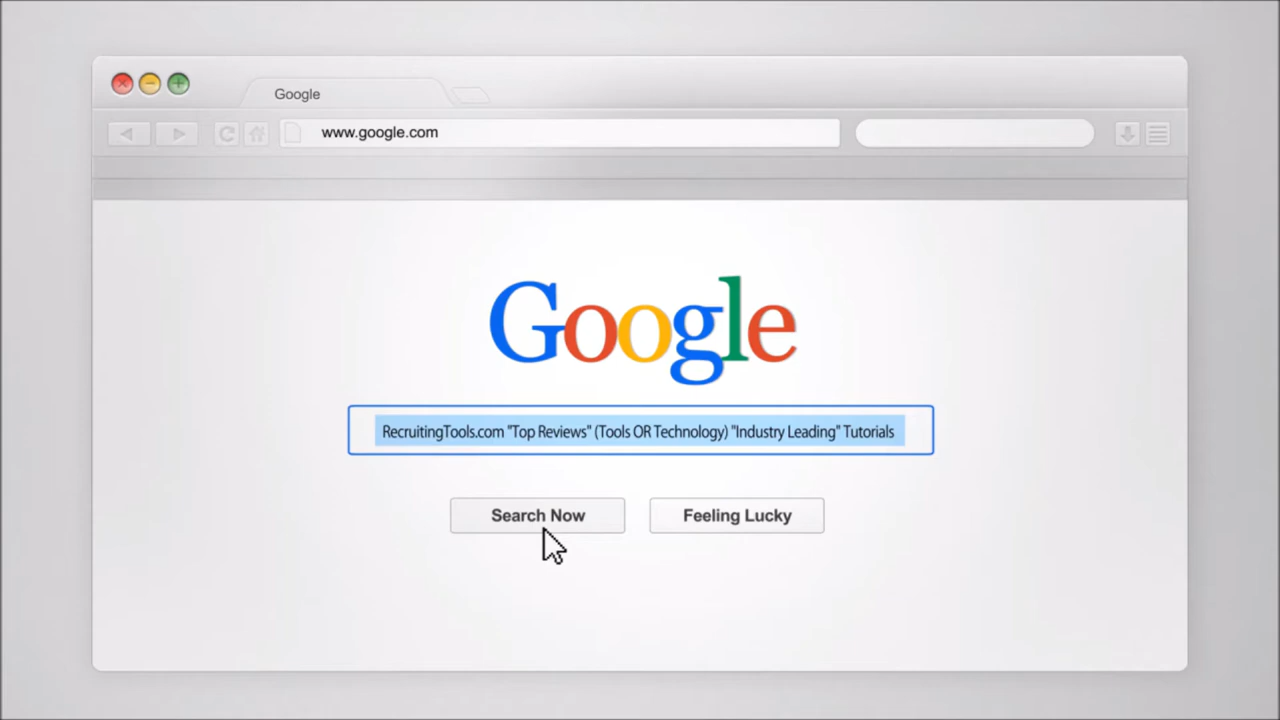 Google
www.google.com
Google
RecruitingTools.com "Top Reviews" (Tools OR Technology) "Industry Leading" Tutorials
Search Now
Feeling Lucky